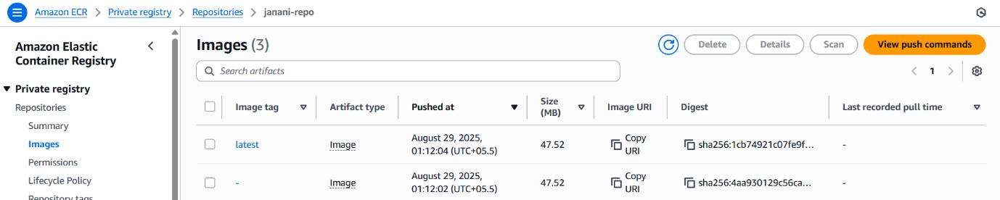 Amazon ECR > Private registry > Repositories > janani-repo
Amazon Elastic
Container Registry
Private registry
Repositories
Summary
Images
Permissions
Lifecycle Policy
Repository tags
Images (3)
Delete
Details
Scan
View push commands
Search artifacts
1
Image tag
Artifact type
Pushed at
Size
(MB)
Image URI
Digest
Last recorded pull time
latest
Image
August 29, 2025,
01:12:04 (UTC+05.5)
47.52
Copy
URI
sha256:1cb74921c07fe9f...
-
-
Image
August 29, 2025,
01:12:02 (UTC+05.5)
47.52
Copy
URI
sha256:4aa930129c56ca...
-